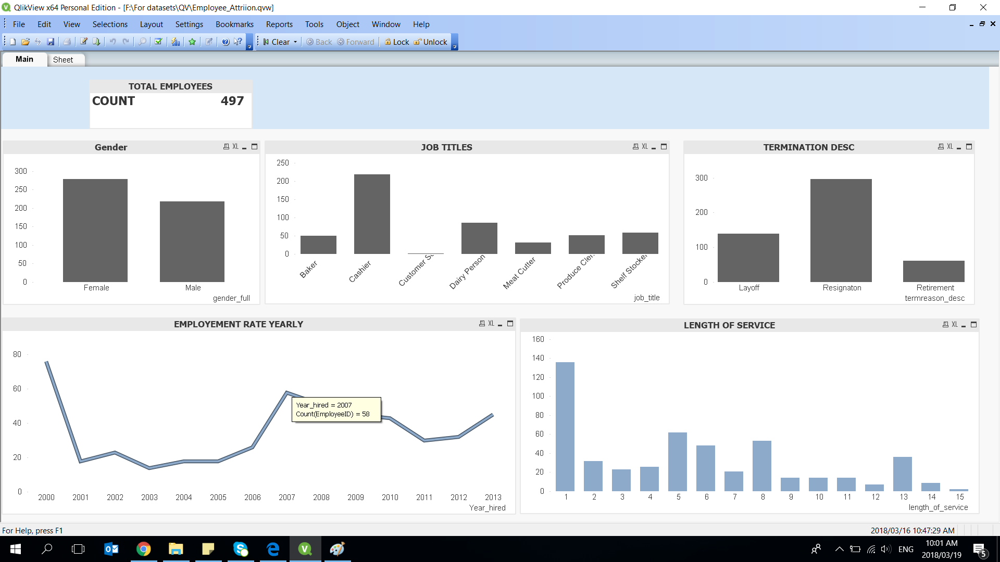 QlikView x64 Personal Edition - [F:\For datasets\QV\Employee_Attriion.qvw]
File Edit View Selections Layout Settings Bookmarks Reports Tools Object Window Help
Clear Back Forward Lock Unlock
Main Sheet
TOTAL EMPLOYEES
COUNT 497
Gender XL
300
250
200
150
100
50
0
Female Male
gender_full
JOB TITLES XL
250
200
150
100
50
0
Baker Cashier Customer Dairy Person Meat Cutter Produce Cler Shelf Stocker
job_title
TERMINATION DESC XL
300
200
100
0
Layoff Resignaton Retirement
termreason_desc
EMPLOYEMENT RATE YEARLY XL
80
60
40
20
0
Year_hired = 2007
Count(EmployeeID) = 58
2000 2001 2002 2003 2004 2005 2006 2007 2008 2009 2010 2011 2012 2013
Year_hired
LENGTH OF SERVICE XL
160
140
120
100
80
60
40
20
0
1 2 3 4 5 6 7 8 9 10 11 12 13 14 15
length_of_service
For Help, press F1
2018/03/16 10:47:29 AM
ENG
10:01 AM
2018/03/19
5